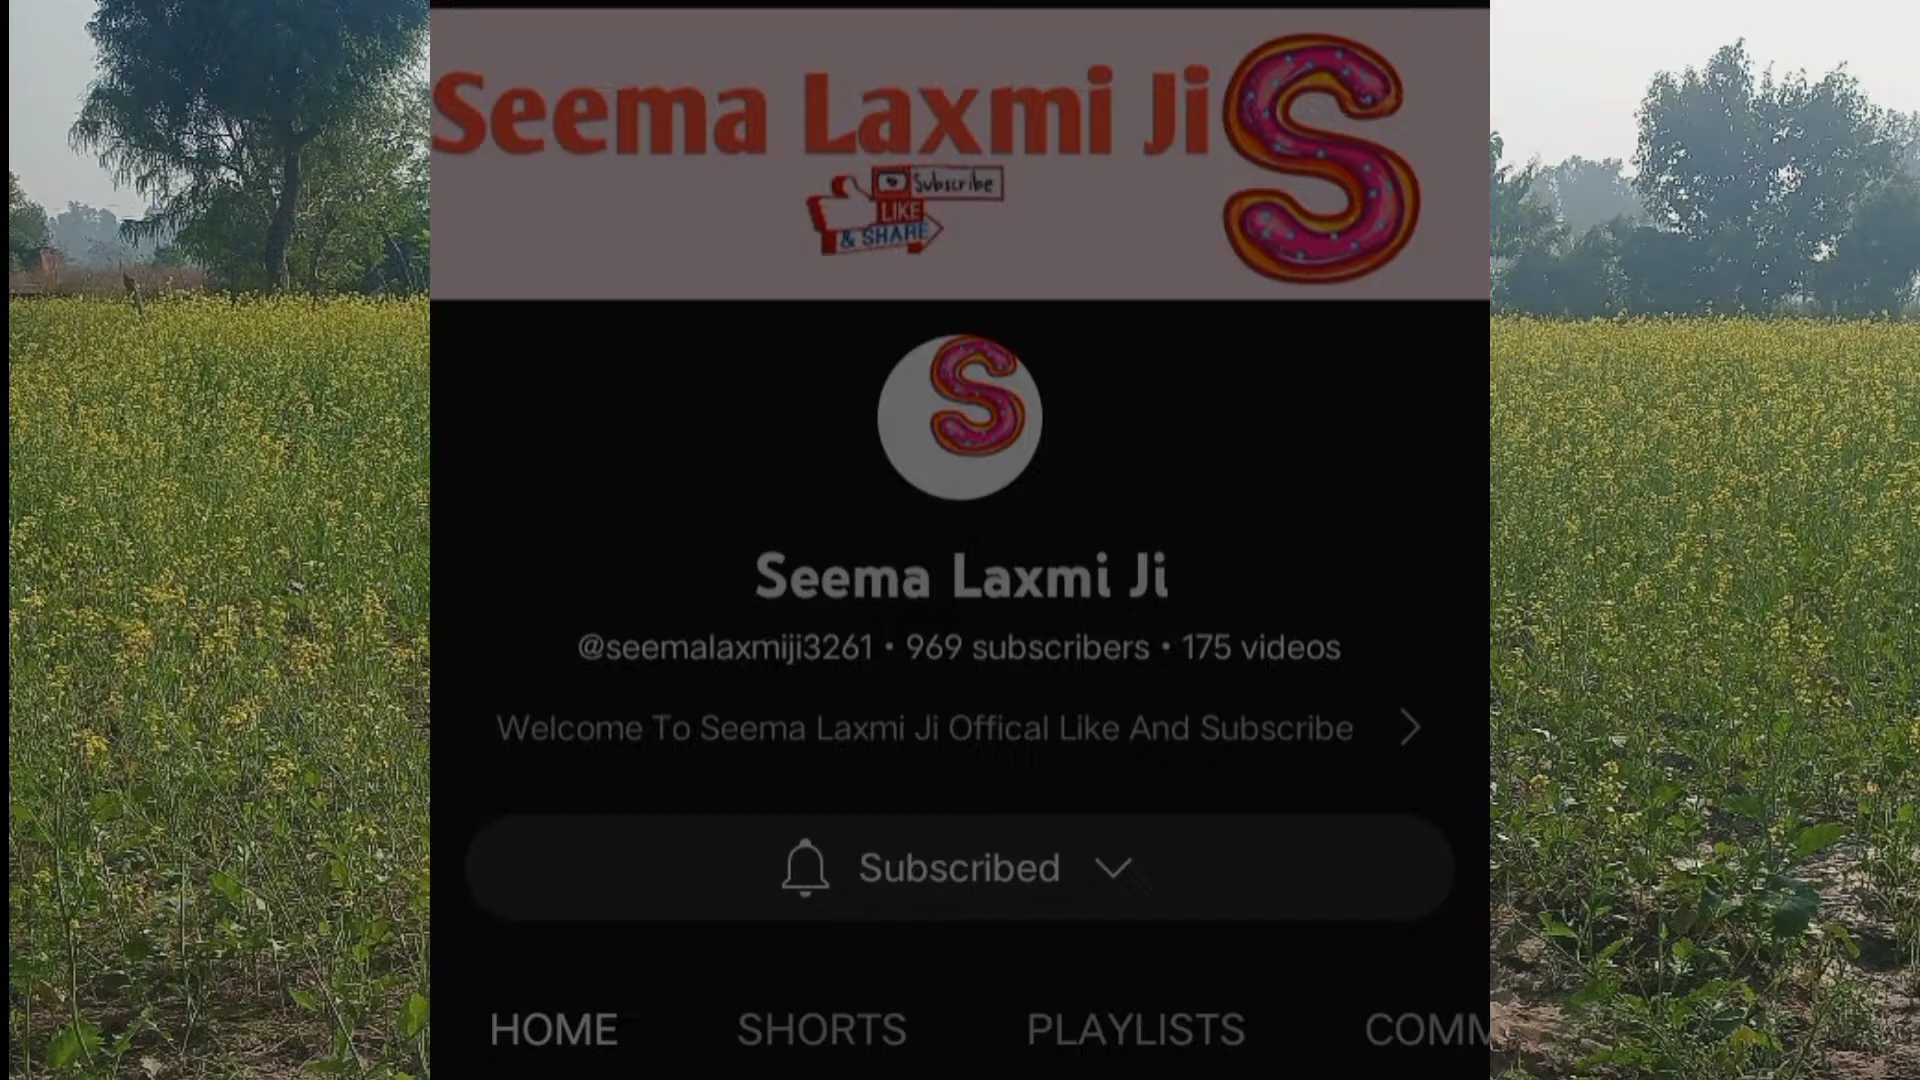 Seema Laxmi Ji S
Subscribe
LIKE
& SHARE
S
Seema Laxmi Ji
@seemalaxmiji3261 • 969 subscribers • 175 videos
Welcome To Seema Laxmi Ji Offical Like And Subscribe
Subscribed
HOME SHORTS PLAYLISTS COMM